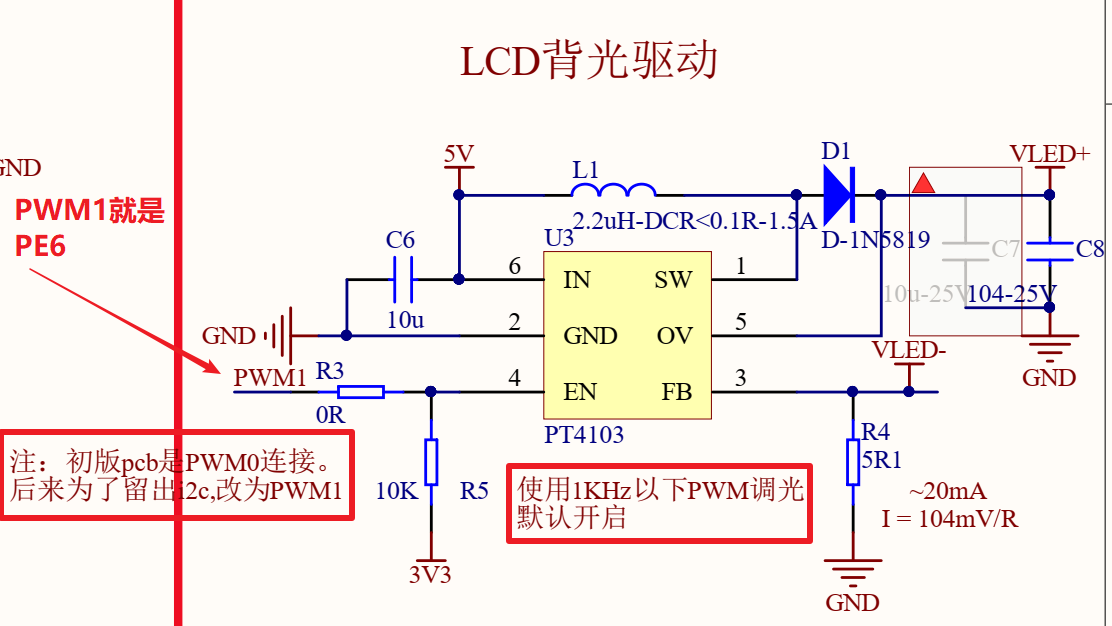 LCD背光驱动
GND
PWM1就是
PE6
5V
L1
2.2uH-DCR<0.1R-1.5A
D1
D-1N5819
VLED+
C7
10u-25V
C8
104-25V
GND
C6
10u
GND
U3
6 IN SW 1
2 GND OV 5
4 EN FB 3
PT4103
PWM1
R3
0R
VLED-
R4
5R1
~20mA
I = 104mV/R
GND
10K R5
3V3
注：初版pcb是PWM0连接。
后来为了留出i2c,改为PWM1
使用1KHz以下PWM调光
默认开启